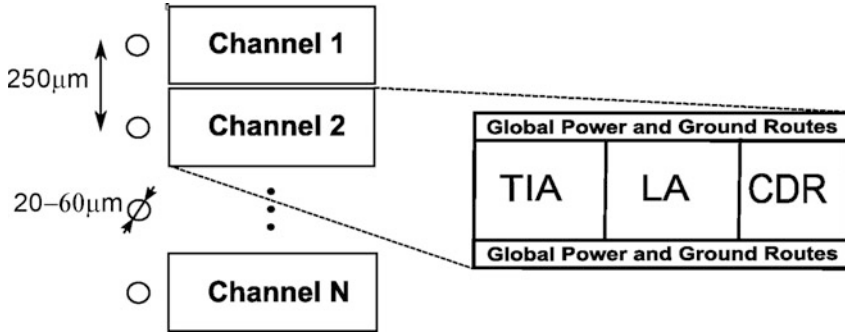 Channel 1
250μm
Channel 2
Global Power and Ground Routes
TIA
LA
CDR
20–60μm
Global Power and Ground Routes
Channel N